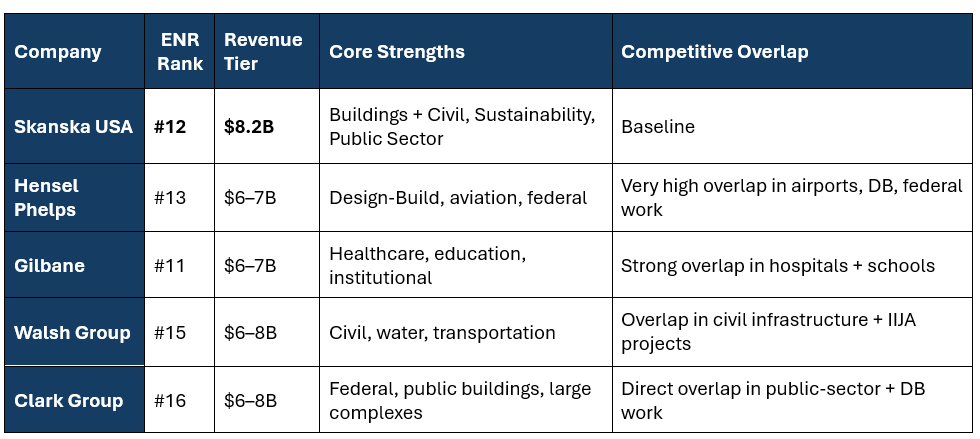 Company
ENR
Rank
Revenue
Tier
Core Strengths
Competitive Overlap
Skanska USA
#12
$8.2B
Buildings + Civil, Sustainability,
Public Sector
Baseline
Hensel
Phelps
#13
$6–7B
Design-Build, aviation, federal
Very high overlap in airports, DB, federal
work
Gilbane
#11
$6–7B
Healthcare, education,
institutional
Strong overlap in hospitals + schools
Walsh Group
#15
$6–8B
Civil, water, transportation
Overlap in civil infrastructure + IIJA
projects
Clark Group
#16
$6–8B
Federal, public buildings, large
complexes
Direct overlap in public-sector + DB
work